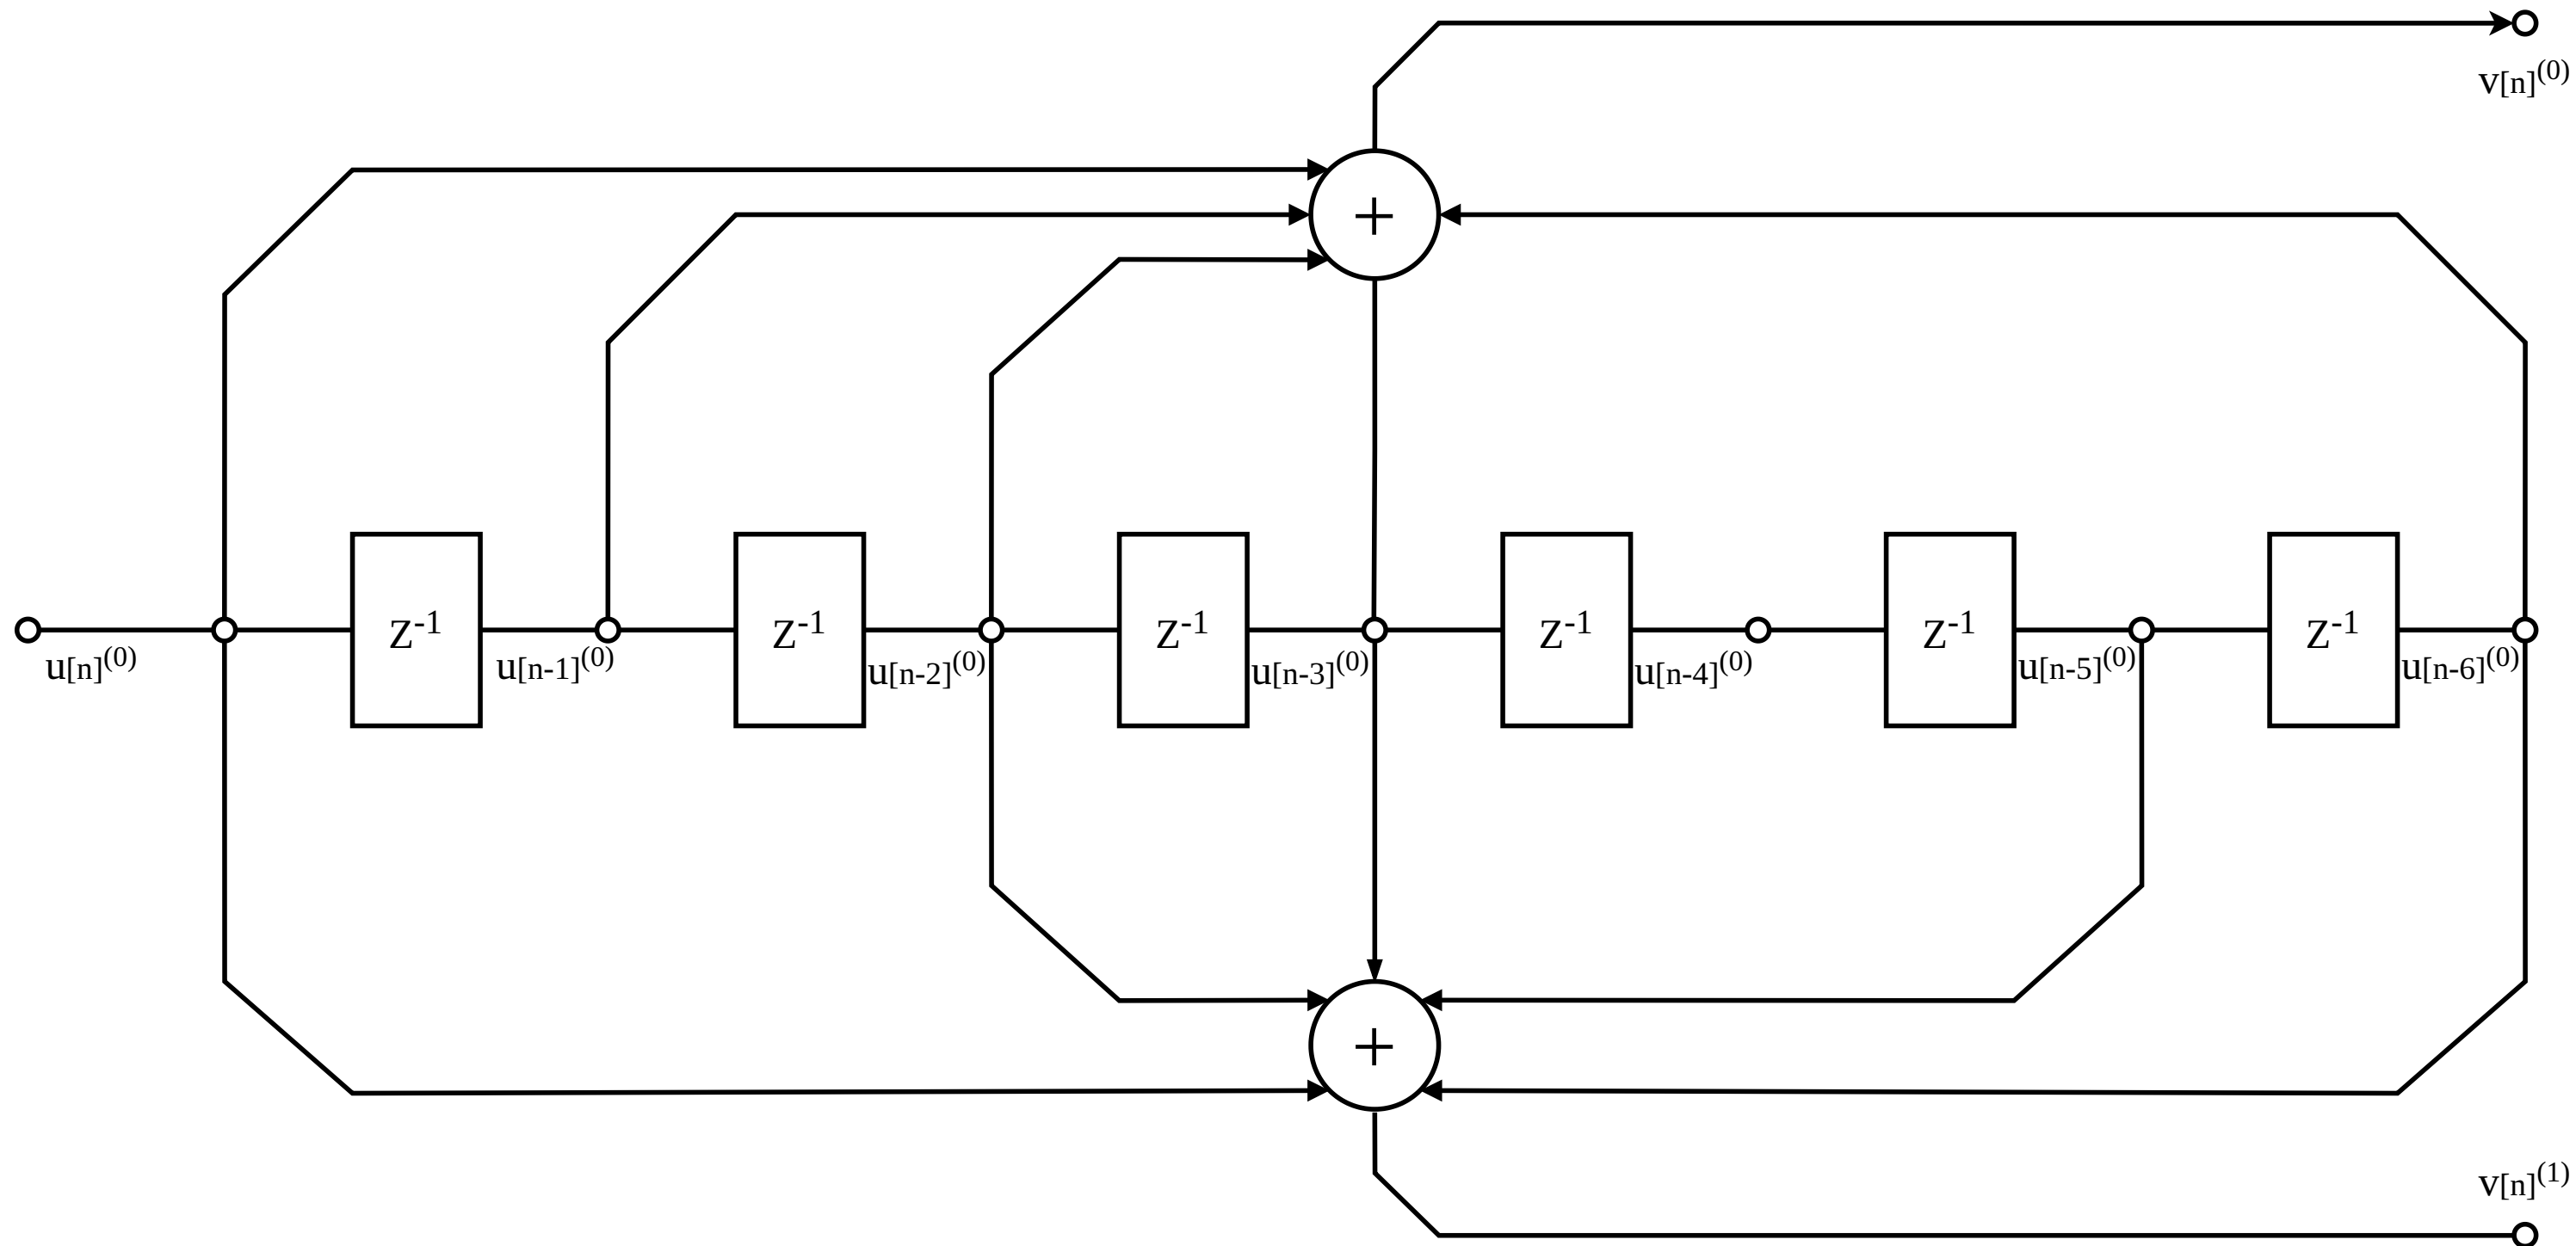 v[n](0)
+
Z-1
Z-1
Z-1
Z-1
Z-1
Z-1
u[n](0)
u[n-1](0)
u[n-2](0)
u[n-3](0)
u[n-4](0)
u[n-5](0)
u[n-6](0)
+
v[n](1)